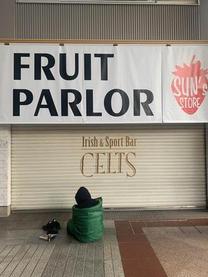 FRUIT
PARLOR
SUN's
STORE
Irish & Sport Bar
CELTS